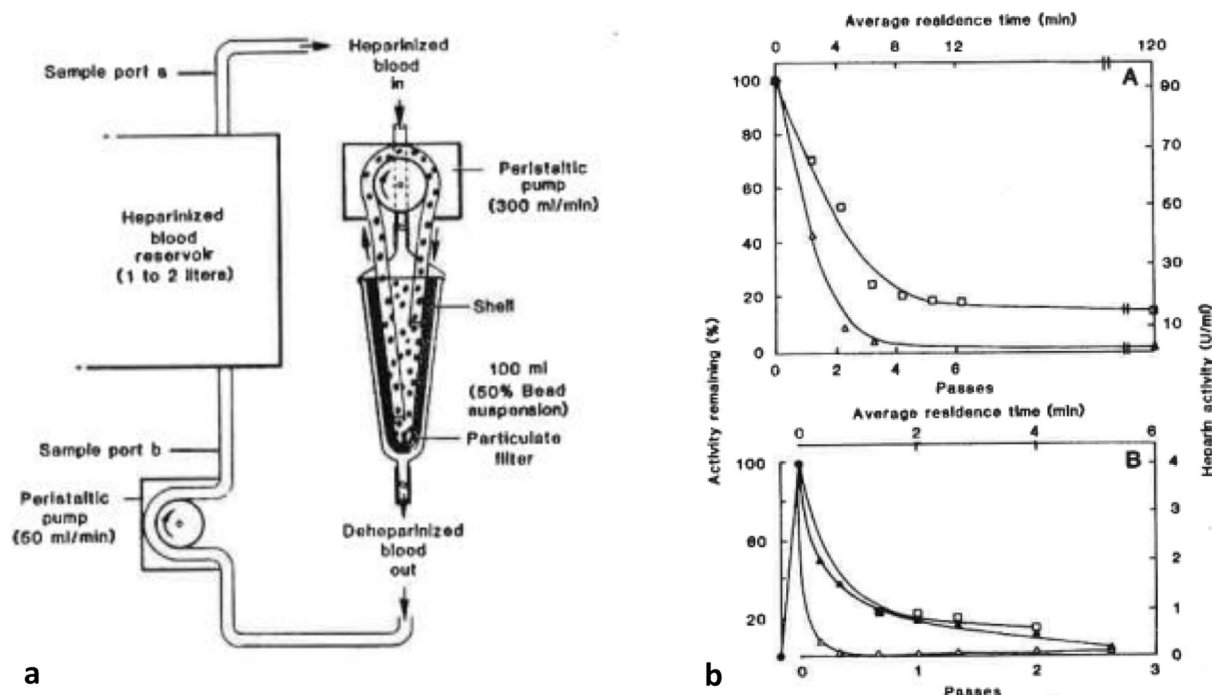 Sample port a
Heparinized
blood
in
Peristaltic
pump
(300 ml/min)
Heparinized
blood
reservoir
(1 to 2 liters)
Shell
100 ml
(50% Bead
suspension)
Particulate
filter
Sample port b
Peristaltic
pump
(50 ml/min)
Deheparinized
blood
out
a
Average residence time (min)
0 4 8 12 120
A
100
80
60
40
20
0
90
70
50
30
10
0 2 4 6
Passes
Activity remaining (%)
Heparin activity (U/ml)
Average residence time (min)
0 2 4 6
B
100
60
20
4
3
2
1
0
0 1 2 3
Passes
b